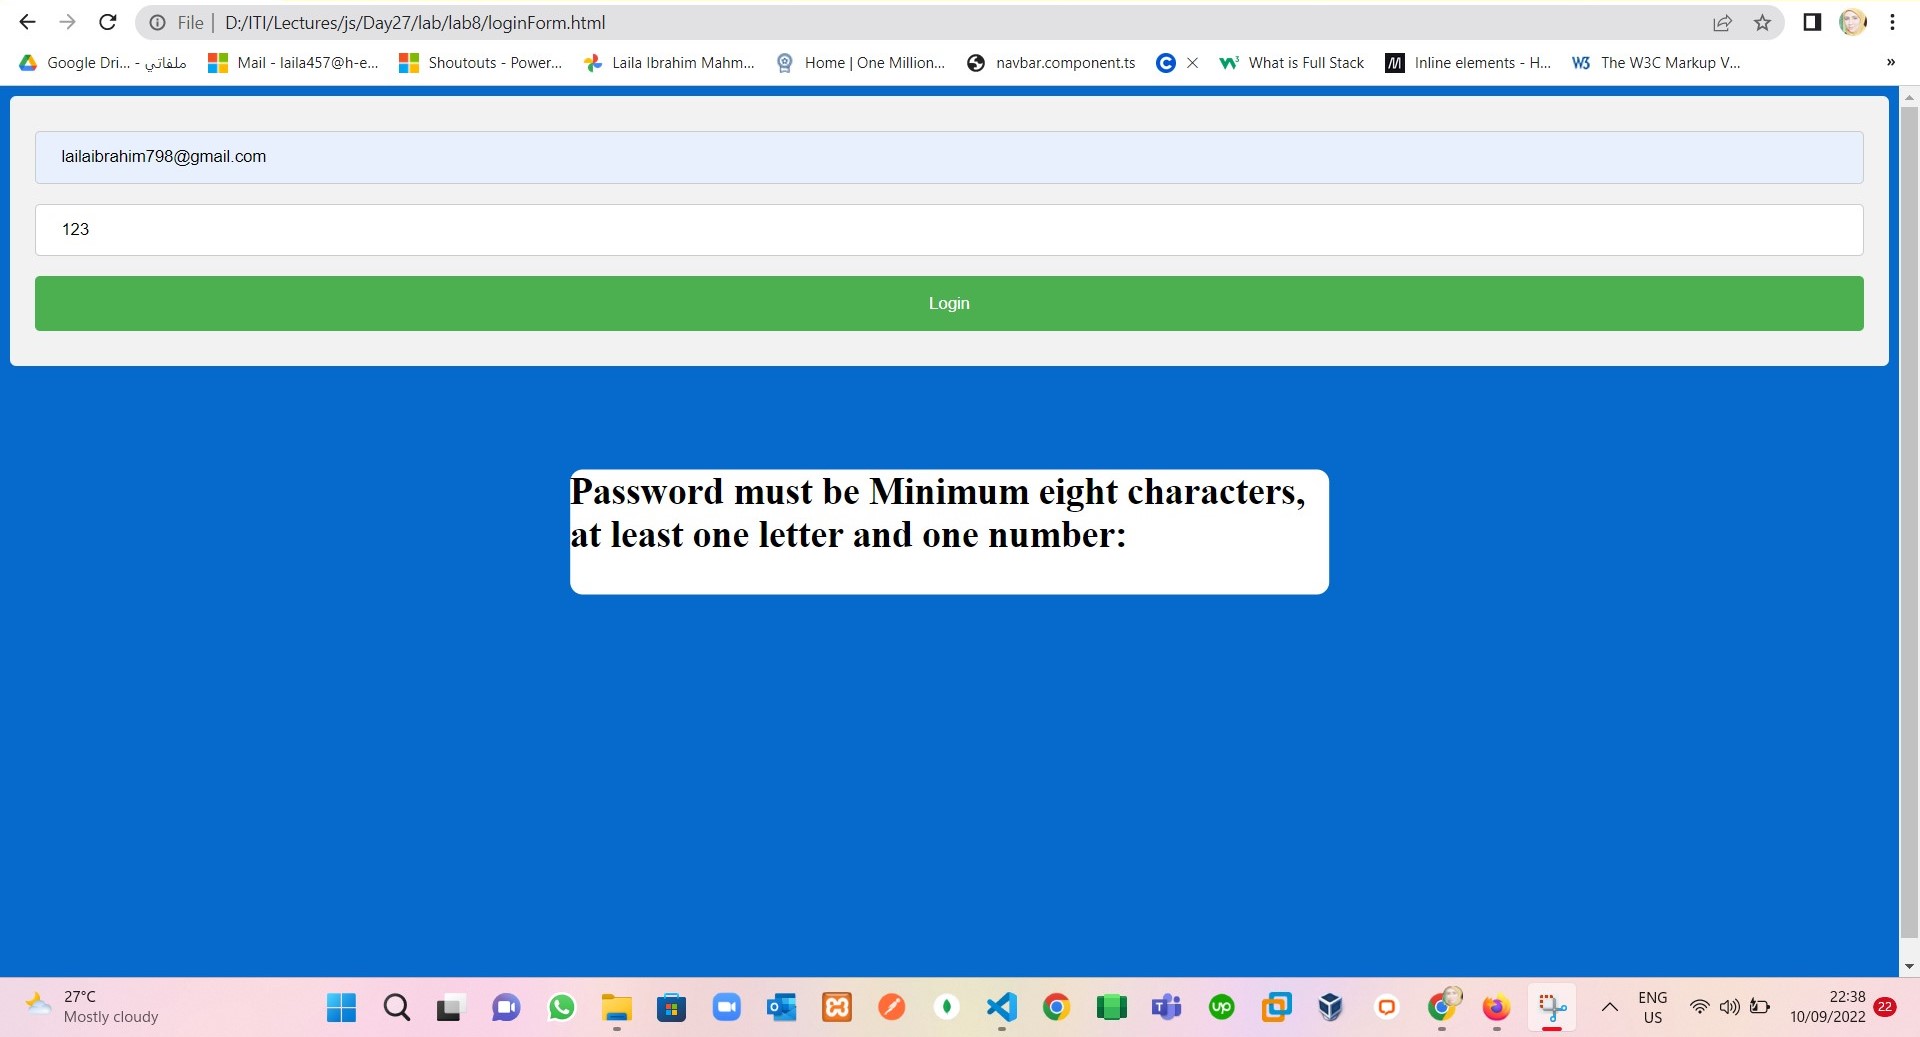 File | D:/ITI/Lectures/js/Day27/lab/lab8/loginForm.html
Google Dri... - ملفاتي Mail - laila457@h-e... Shoutouts - Power... Laila Ibrahim Mahm... Home | One Million... navbar.component.ts C What is Full Stack M Inline elements - H... W3 The W3C Markup V... »
lailaibrahim798@gmail.com
123
Login
Password must be Minimum eight characters,
at least one letter and one number:
27°C
Mostly cloudy
up
ENG
US
22:38
10/09/2022
22